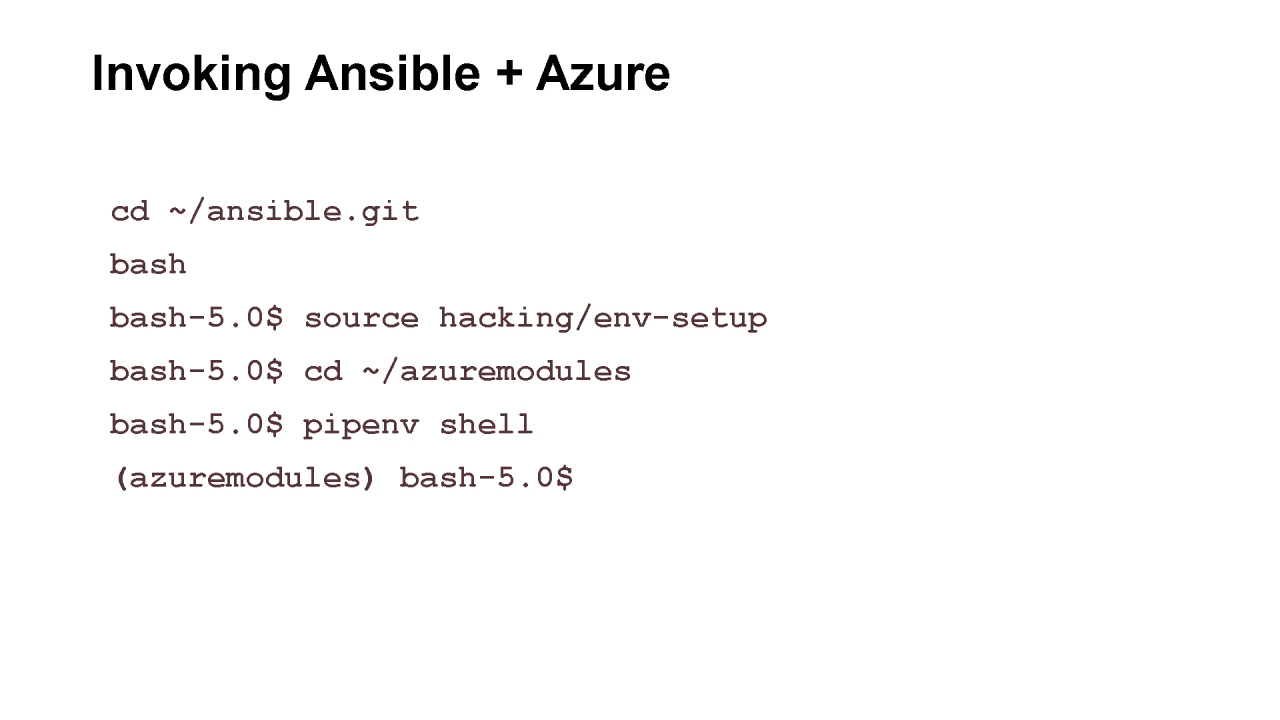 Invoking Ansible + Azure
cd ~/ansible.git
bash
bash-5.0$ source hacking/env-setup
bash-5.0$ cd ~/azuremodules
bash-5.0$ pipenv shell
(azuremodules) bash-5.0$